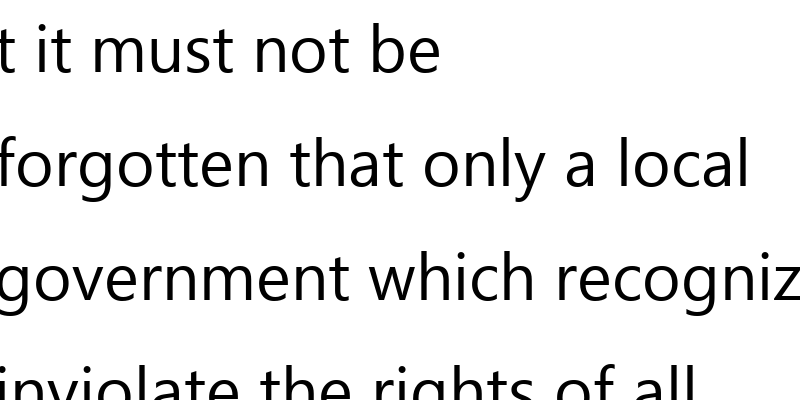 t it must not be
forgotten that only a local
government which recogniz
inviolate the rights of all